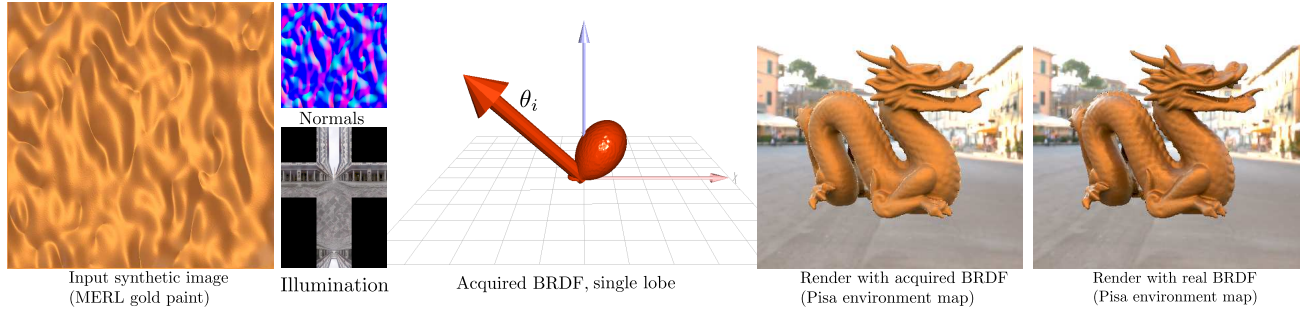 Input synthetic image
(MERL gold paint)
Normals
Illumination
θi
Acquired BRDF, single lobe
Render with acquired BRDF
(Pisa environment map)
Render with real BRDF
(Pisa environment map)